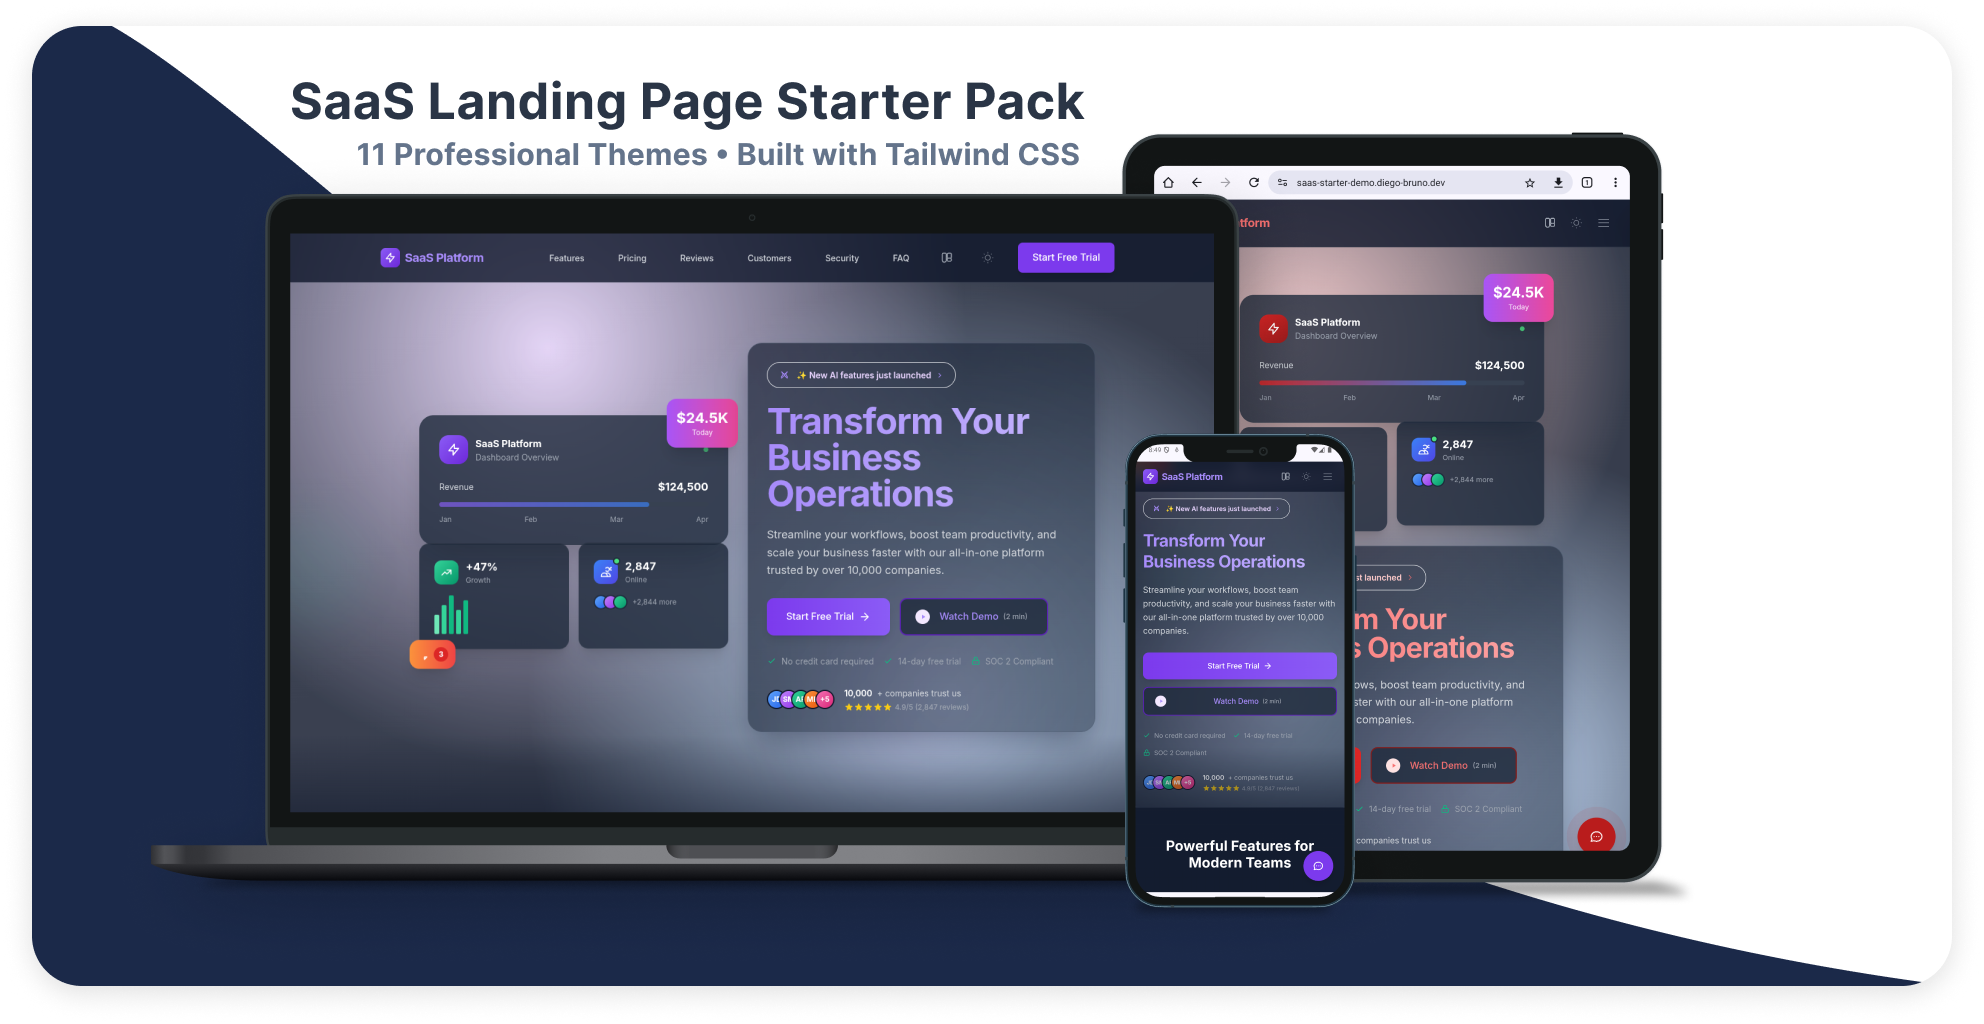 SaaS Landing Page Starter Pack
11 Professional Themes • Built with Tailwind CSS
SaaS Platform
Features
Pricing
Reviews
Customers
Security
FAQ
Start Free Trial
$24.5K
Today
SaaS Platform
Dashboard Overview
Revenue
$124,500
Jan Feb Mar Apr
+47%
Growth
2,847
Online
+2,844 more
3
✨ New AI features just launched ›
Transform Your
Business
Operations
Streamline your workflows, boost team productivity, and
scale your business faster with our all-in-one platform
trusted by over 10,000 companies.
Start Free Trial →
Watch Demo (2 min)
✓ No credit card required ✓ 14-day free trial SOC 2 Compliant
+5
10,000 + companies trust us
★★★★★ 4.9/5 (2,847 reviews)
8:49
SaaS Platform
✨ New AI features just launched ›
Transform Your
Business Operations
Streamline your workflows, boost team
productivity, and scale your business faster with
our all-in-one platform trusted by over 10,000
companies.
Start Free Trial →
Watch Demo (2 min)
✓ No credit card required ✓ 14-day free trial
SOC 2 Compliant
+5
10,000 + companies trust us
★★★★★ 4.9/5 (2,847 reviews)
Powerful Features for
Modern Teams
saas-starter-demo.diego-bruno.dev
1
tform
$24.5K
Today
SaaS Platform
Dashboard Overview
Revenue
$124,500
Jan Feb Mar Apr
2,847
Online
+2,844 more
st launched ›
m Your
s Operations
ows, boost team productivity, and
ster with our all-in-one platform
companies.
Watch Demo (2 min)
✓ 14-day free trial SOC 2 Compliant
companies trust us